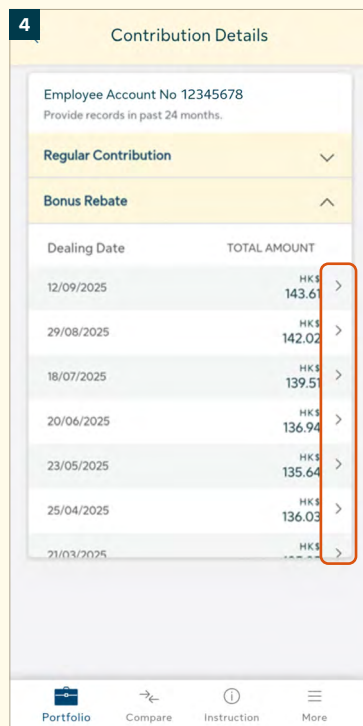 4
Contribution Details
Employee Account No 12345678
Provide records in past 24 months.
Regular Contribution
Bonus Rebate
Dealing Date TOTAL AMOUNT
12/09/2025 HK$ 143.61
29/08/2025 HK$ 142.02
18/07/2025 HK$ 139.51
20/06/2025 HK$ 136.94
23/05/2025 HK$ 135.64
25/04/2025 HK$ 136.03
21/03/2025 HK$
Portfolio Compare Instruction More